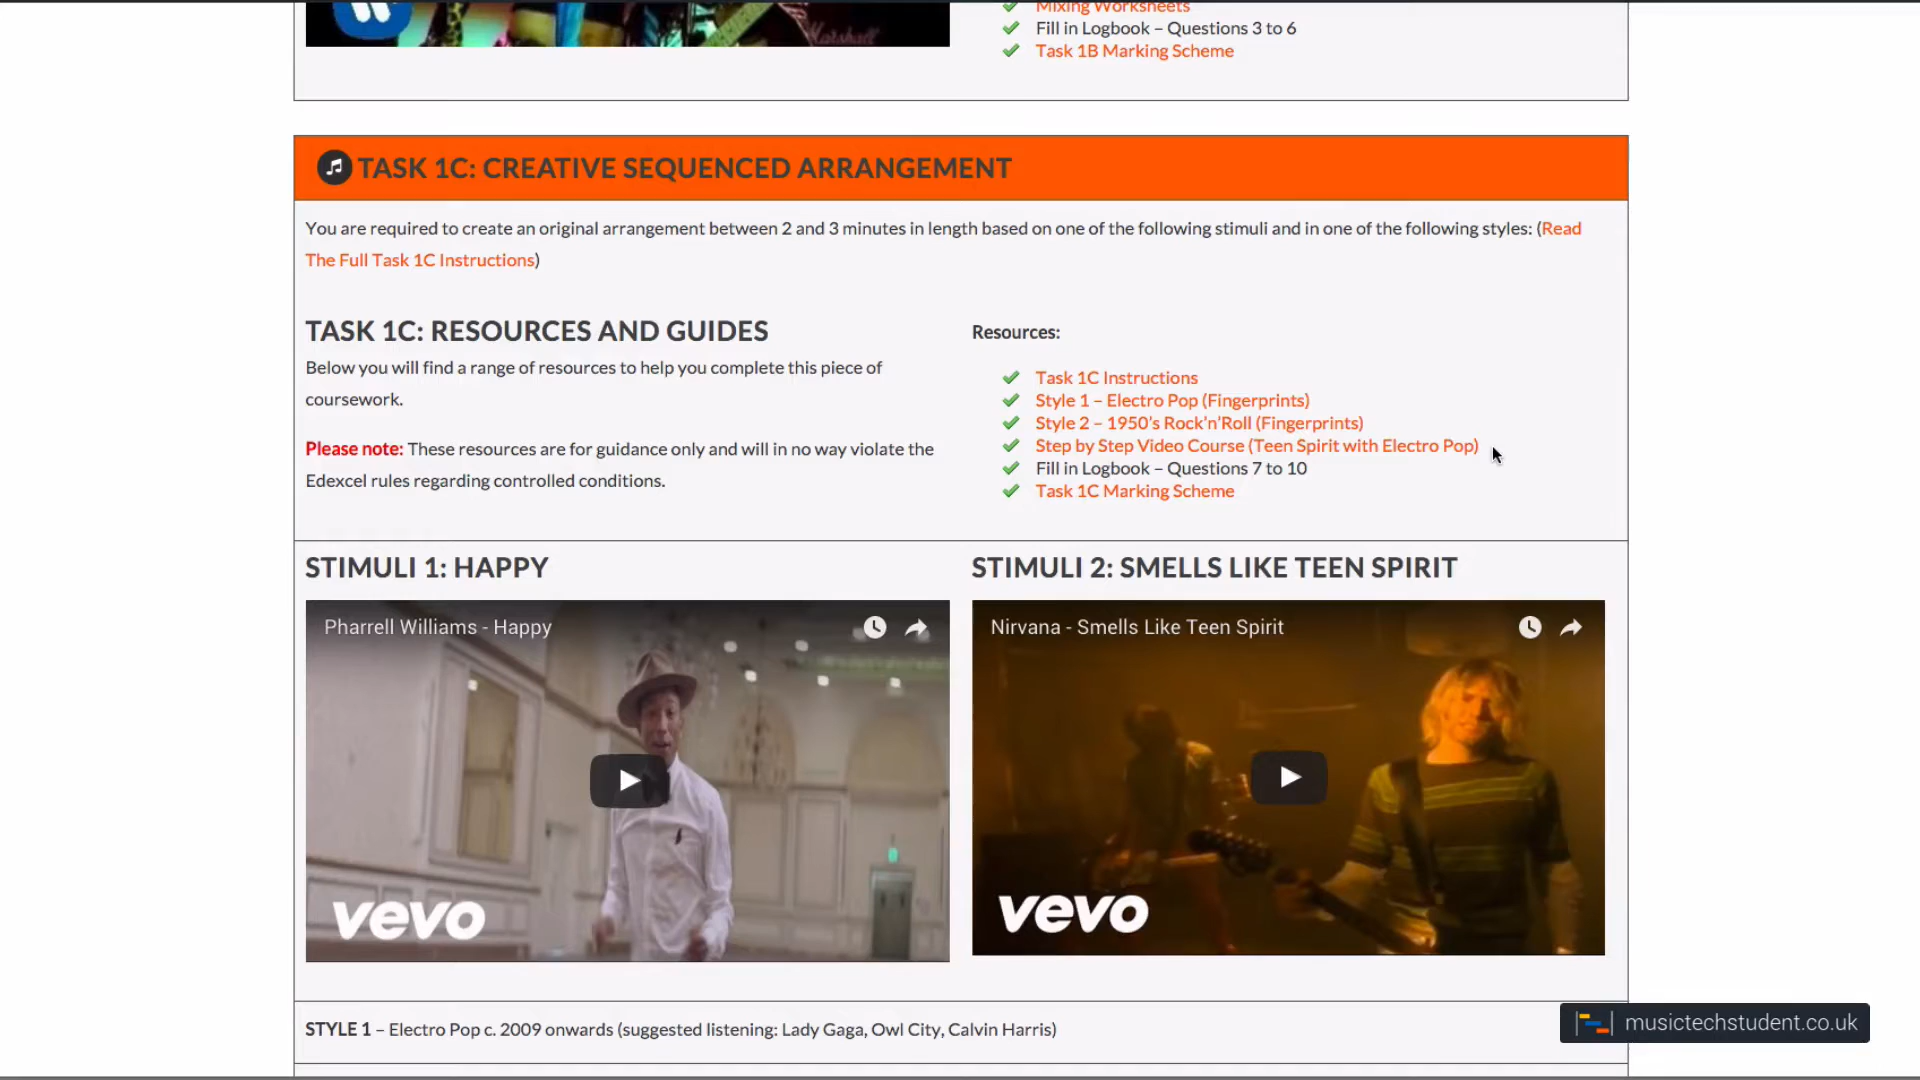 Marshall
Mixing Worksheets
Fill in Logbook – Questions 3 to 6
Task 1B Marking Scheme
TASK 1C: CREATIVE SEQUENCED ARRANGEMENT
You are required to create an original arrangement between 2 and 3 minutes in length based on one of the following stimuli and in one of the following styles: (Read
The Full Task 1C Instructions)
TASK 1C: RESOURCES AND GUIDES
Below you will find a range of resources to help you complete this piece of
coursework.
Please note: These resources are for guidance only and will in no way violate the
Edexcel rules regarding controlled conditions.
Resources:
Task 1C Instructions
Style 1 – Electro Pop (Fingerprints)
Style 2 – 1950's Rock'n'Roll (Fingerprints)
Step by Step Video Course (Teen Spirit with Electro Pop)
Fill in Logbook – Questions 7 to 10
Task 1C Marking Scheme
STIMULI 1: HAPPY
Pharrell Williams - Happy
vevo
STIMULI 2: SMELLS LIKE TEEN SPIRIT
Nirvana - Smells Like Teen Spirit
vevo
STYLE 1 – Electro Pop c. 2009 onwards (suggested listening: Lady Gaga, Owl City, Calvin Harris)
musictechstudent.co.uk